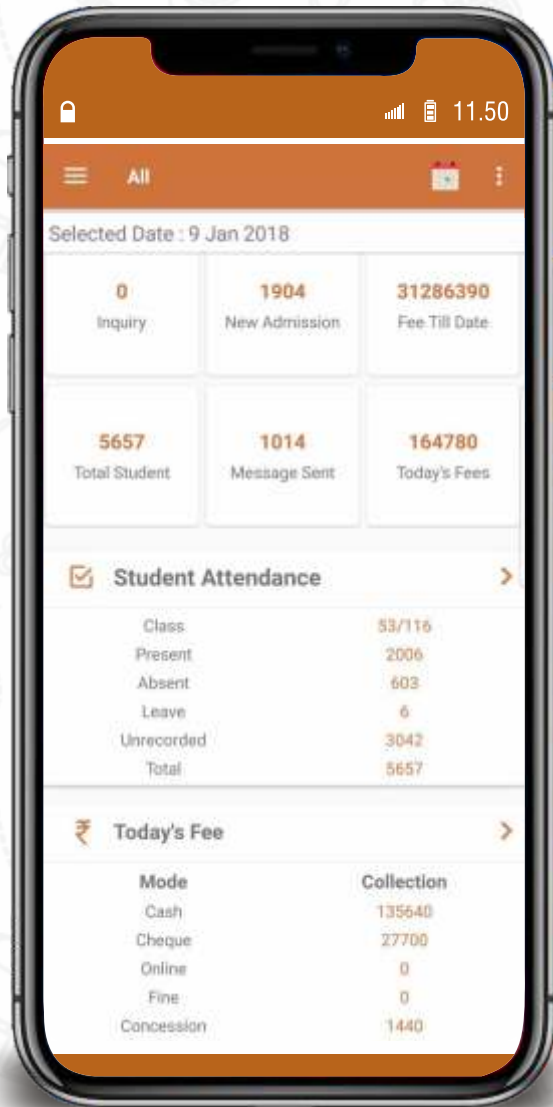 11.50
All
Selected Date : 9 Jan 2018
0 1904 31286390
Inquiry New Admission Fee Till Date
5657 1014 164780
Total Student Message Sent Today's Fees
Student Attendance
Class 53/116
Present 2006
Absent 603
Leave 6
Unrecorded 3042
Total 5657
₹ Today's Fee
Mode Collection
Cash 135640
Cheque 27700
Online 0
Fine 0
Concession 1440